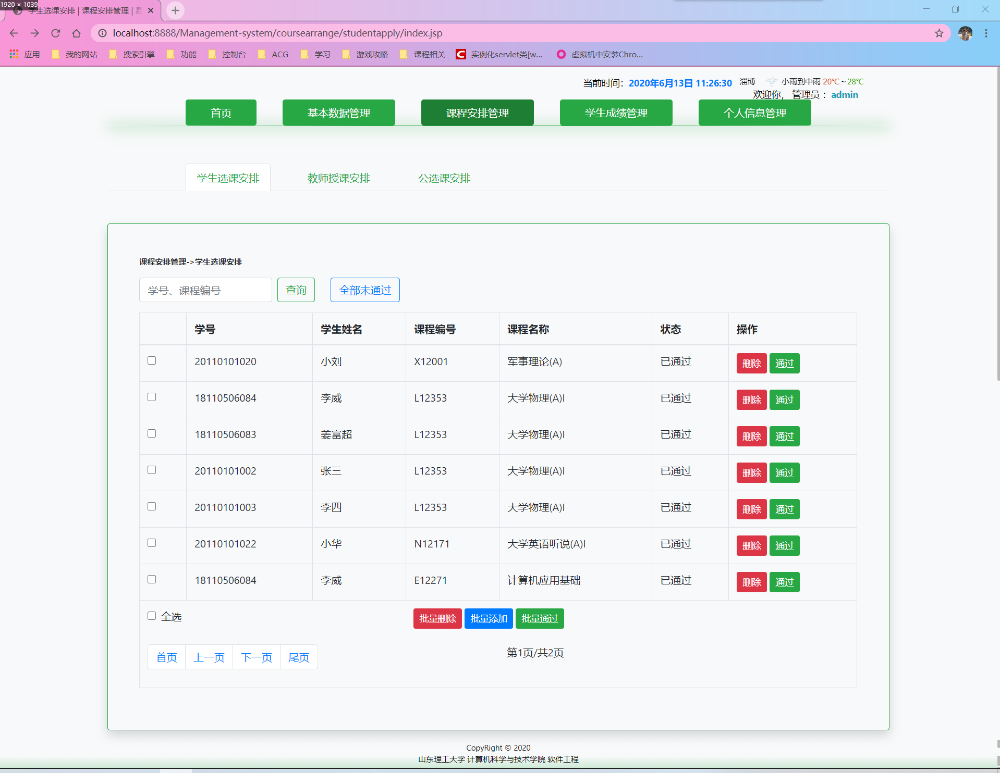 1920 × 1039
学生选课安排 | 课程安排管理 |
localhost:8888/Management-system/coursearrange/studentapply/index.jsp
应用 我的网站 搜索引擎 功能 控制台 ACG 学习 游戏攻略 课程相关 C 实例化servlet类[w... 虚拟机中安装Chro...
当前时间: 2020年6月13日 11:26:30 淄博 小雨到中雨 20℃ ~ 28℃
欢迎你, 管理员 : admin
首页 基本数据管理 课程安排管理 学生成绩管理 个人信息管理
学生选课安排 教师授课安排 公选课安排
课程安排管理->学生选课安排
学号、课程编号 查询 全部未通过
学号 学生姓名 课程编号 课程名称 状态 操作
20110101020 小刘 X12001 军事理论(A) 已通过 删除 通过
18110506084 李威 L12353 大学物理(A)I 已通过 删除 通过
18110506083 姜富超 L12353 大学物理(A)I 已通过 删除 通过
20110101002 张三 L12353 大学物理(A)I 已通过 删除 通过
20110101003 李四 L12353 大学物理(A)I 已通过 删除 通过
20110101022 小华 N12171 大学英语听说(A)I 已通过 删除 通过
18110506084 李威 E12271 计算机应用基础 已通过 删除 通过
全选 批量删除 批量添加 批量通过
首页 上一页 下一页 尾页 第1页/共2页
CopyRight © 2020
山东理工大学 计算机科学与技术学院 软件工程